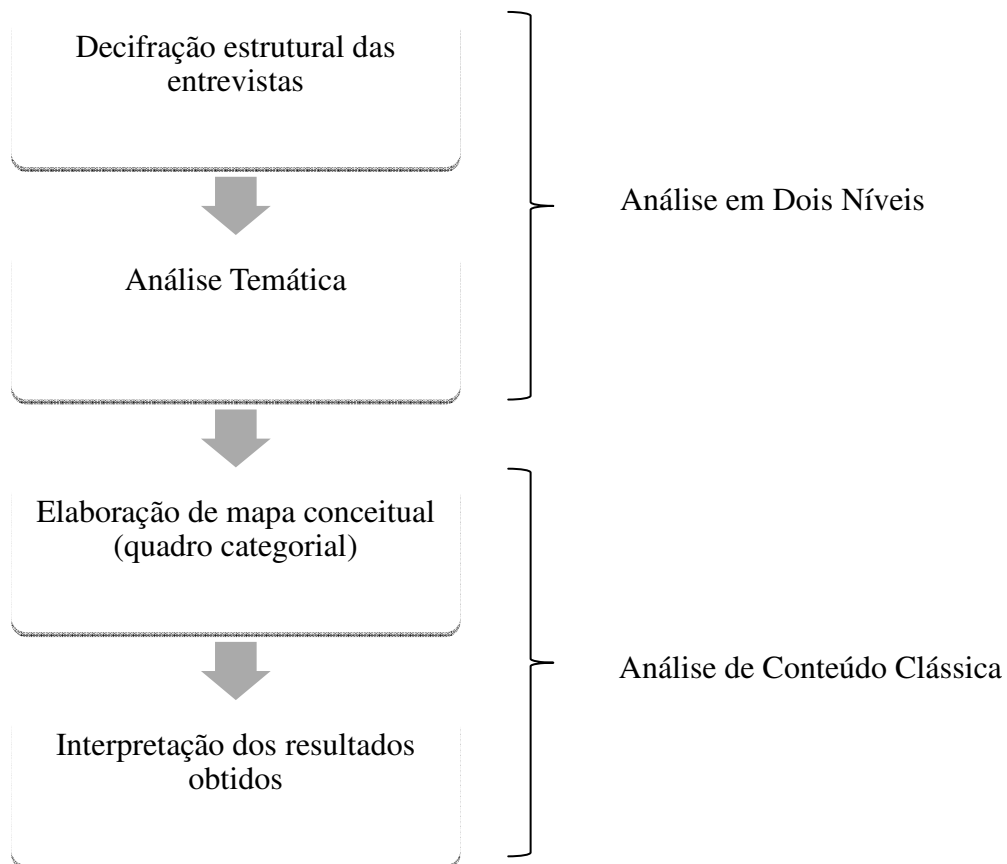 Decifração estrutural das
entrevistas
Análise em Dois Níveis
Análise Temática
Elaboração de mapa conceitual
(quadro categorial)
Análise de Conteúdo Clássica
Interpretação dos resultados
obtidos